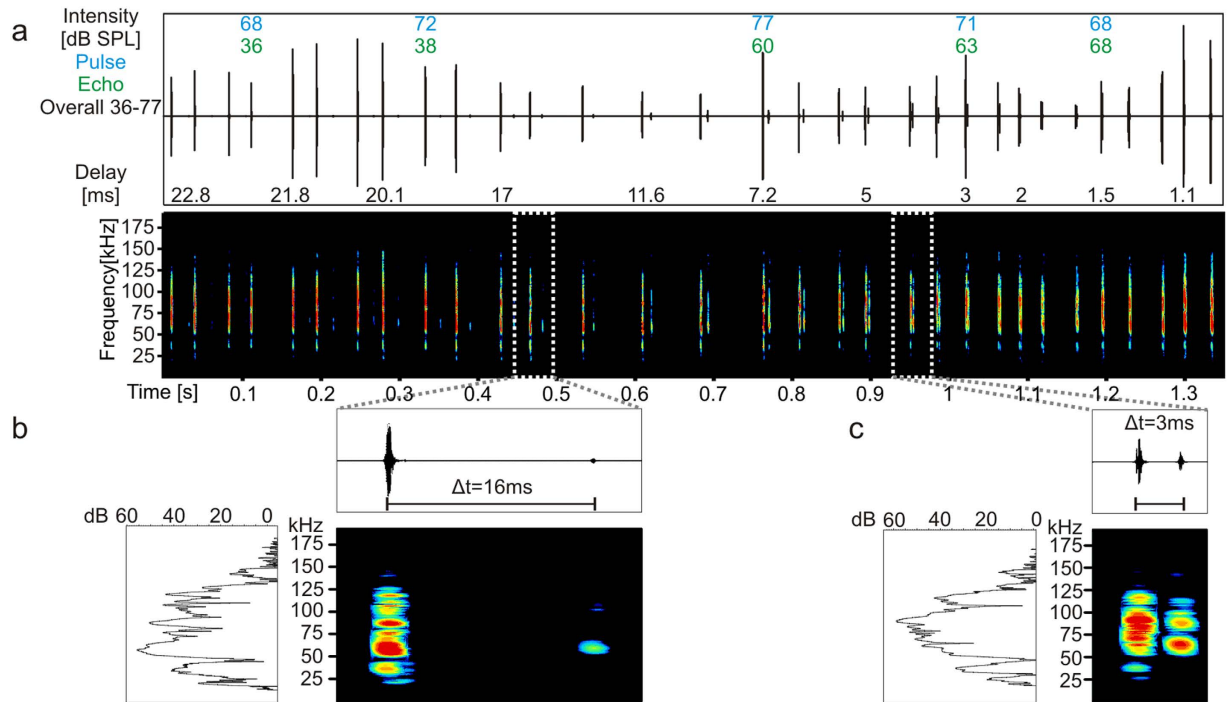 a
Intensity 68 72 77 71 68
[dB SPL] 36 38 60 63 68
Pulse
Echo
Overall 36-77
Delay
[ms] 22.8 21.8 20.1 17 11.6 7.2 5 3 2 1.5 1.1
Frequency[kHz]
175
150
125
100
75
50
25
Time [s] 0.1 0.2 0.3 0.4 0.5 0.6 0.7 0.8 0.9 1 1.1 1.2 1.3
b
Δt=16ms
dB 60 40 20 0
kHz
175
150
125
100
75
50
25
c
Δt=3ms
dB 60 40 20 0
kHz
175
150
125
100
75
50
25